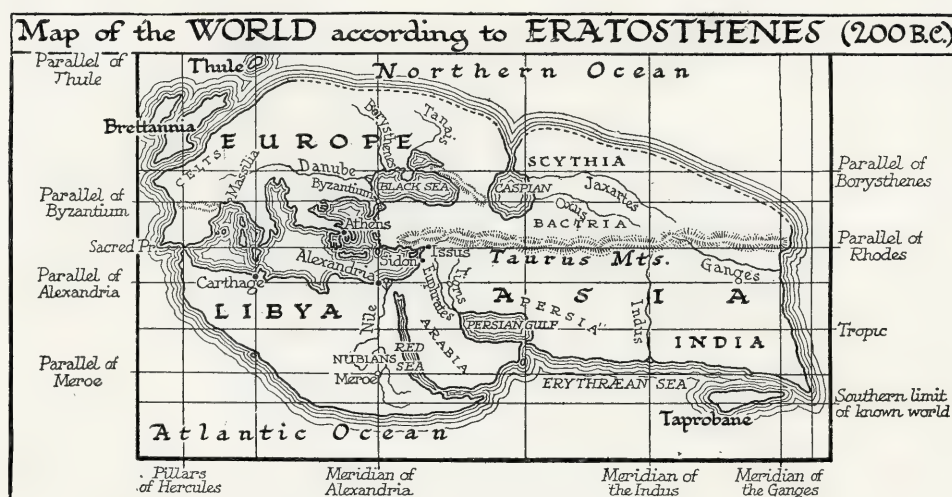 Map of the WORLD according to ERATOSTHENES (200 B.C.)
Parallel of
Thule
Thule
Northern Ocean
Brettannia
EUROPE
Borysthenes
Tanais
CELTS
Massilia
Danube
Byzantium
BLACK SEA
CASPIAN
SCYTHIA
Jaxartes
Oxus
BACTRIA
Parallel of
Borysthenes
Parallel of
Byzantium
Athens
Sacred Pr.
Parallel of
Rhodes
Sidon
Issus
Taurus Mts.
Ganges
Parallel of
Alexandria
Carthage
Alexandria
Euphrates
Tigris
ASIA
LIBYA
Nile
ARABIA
PERSIA
PERSIAN GULF
Indus
INDIA
Tropic
NUBIANS
RED
SEA
Meroe
Parallel of
Meroe
ERYTHRÆAN SEA
Taprobane
Southern limit
of known world
Atlantic Ocean
Pillars
of Hercules
Meridian of
Alexandria
Meridian of
the Indus
Meridian of
the Ganges